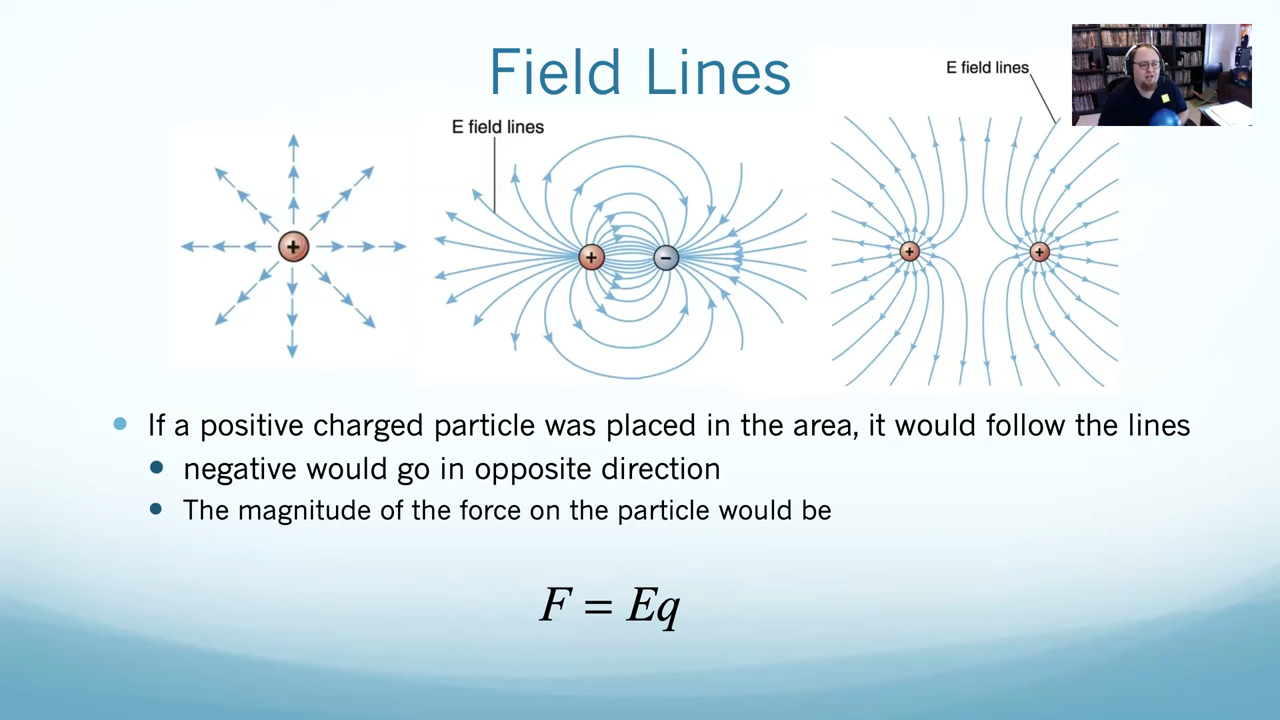 Field Lines
E field lines
E field lines
+
+
−
+
+
If a positive charged particle was placed in the area, it would follow the lines
negative would go in opposite direction
The magnitude of the force on the particle would be
F = Eq